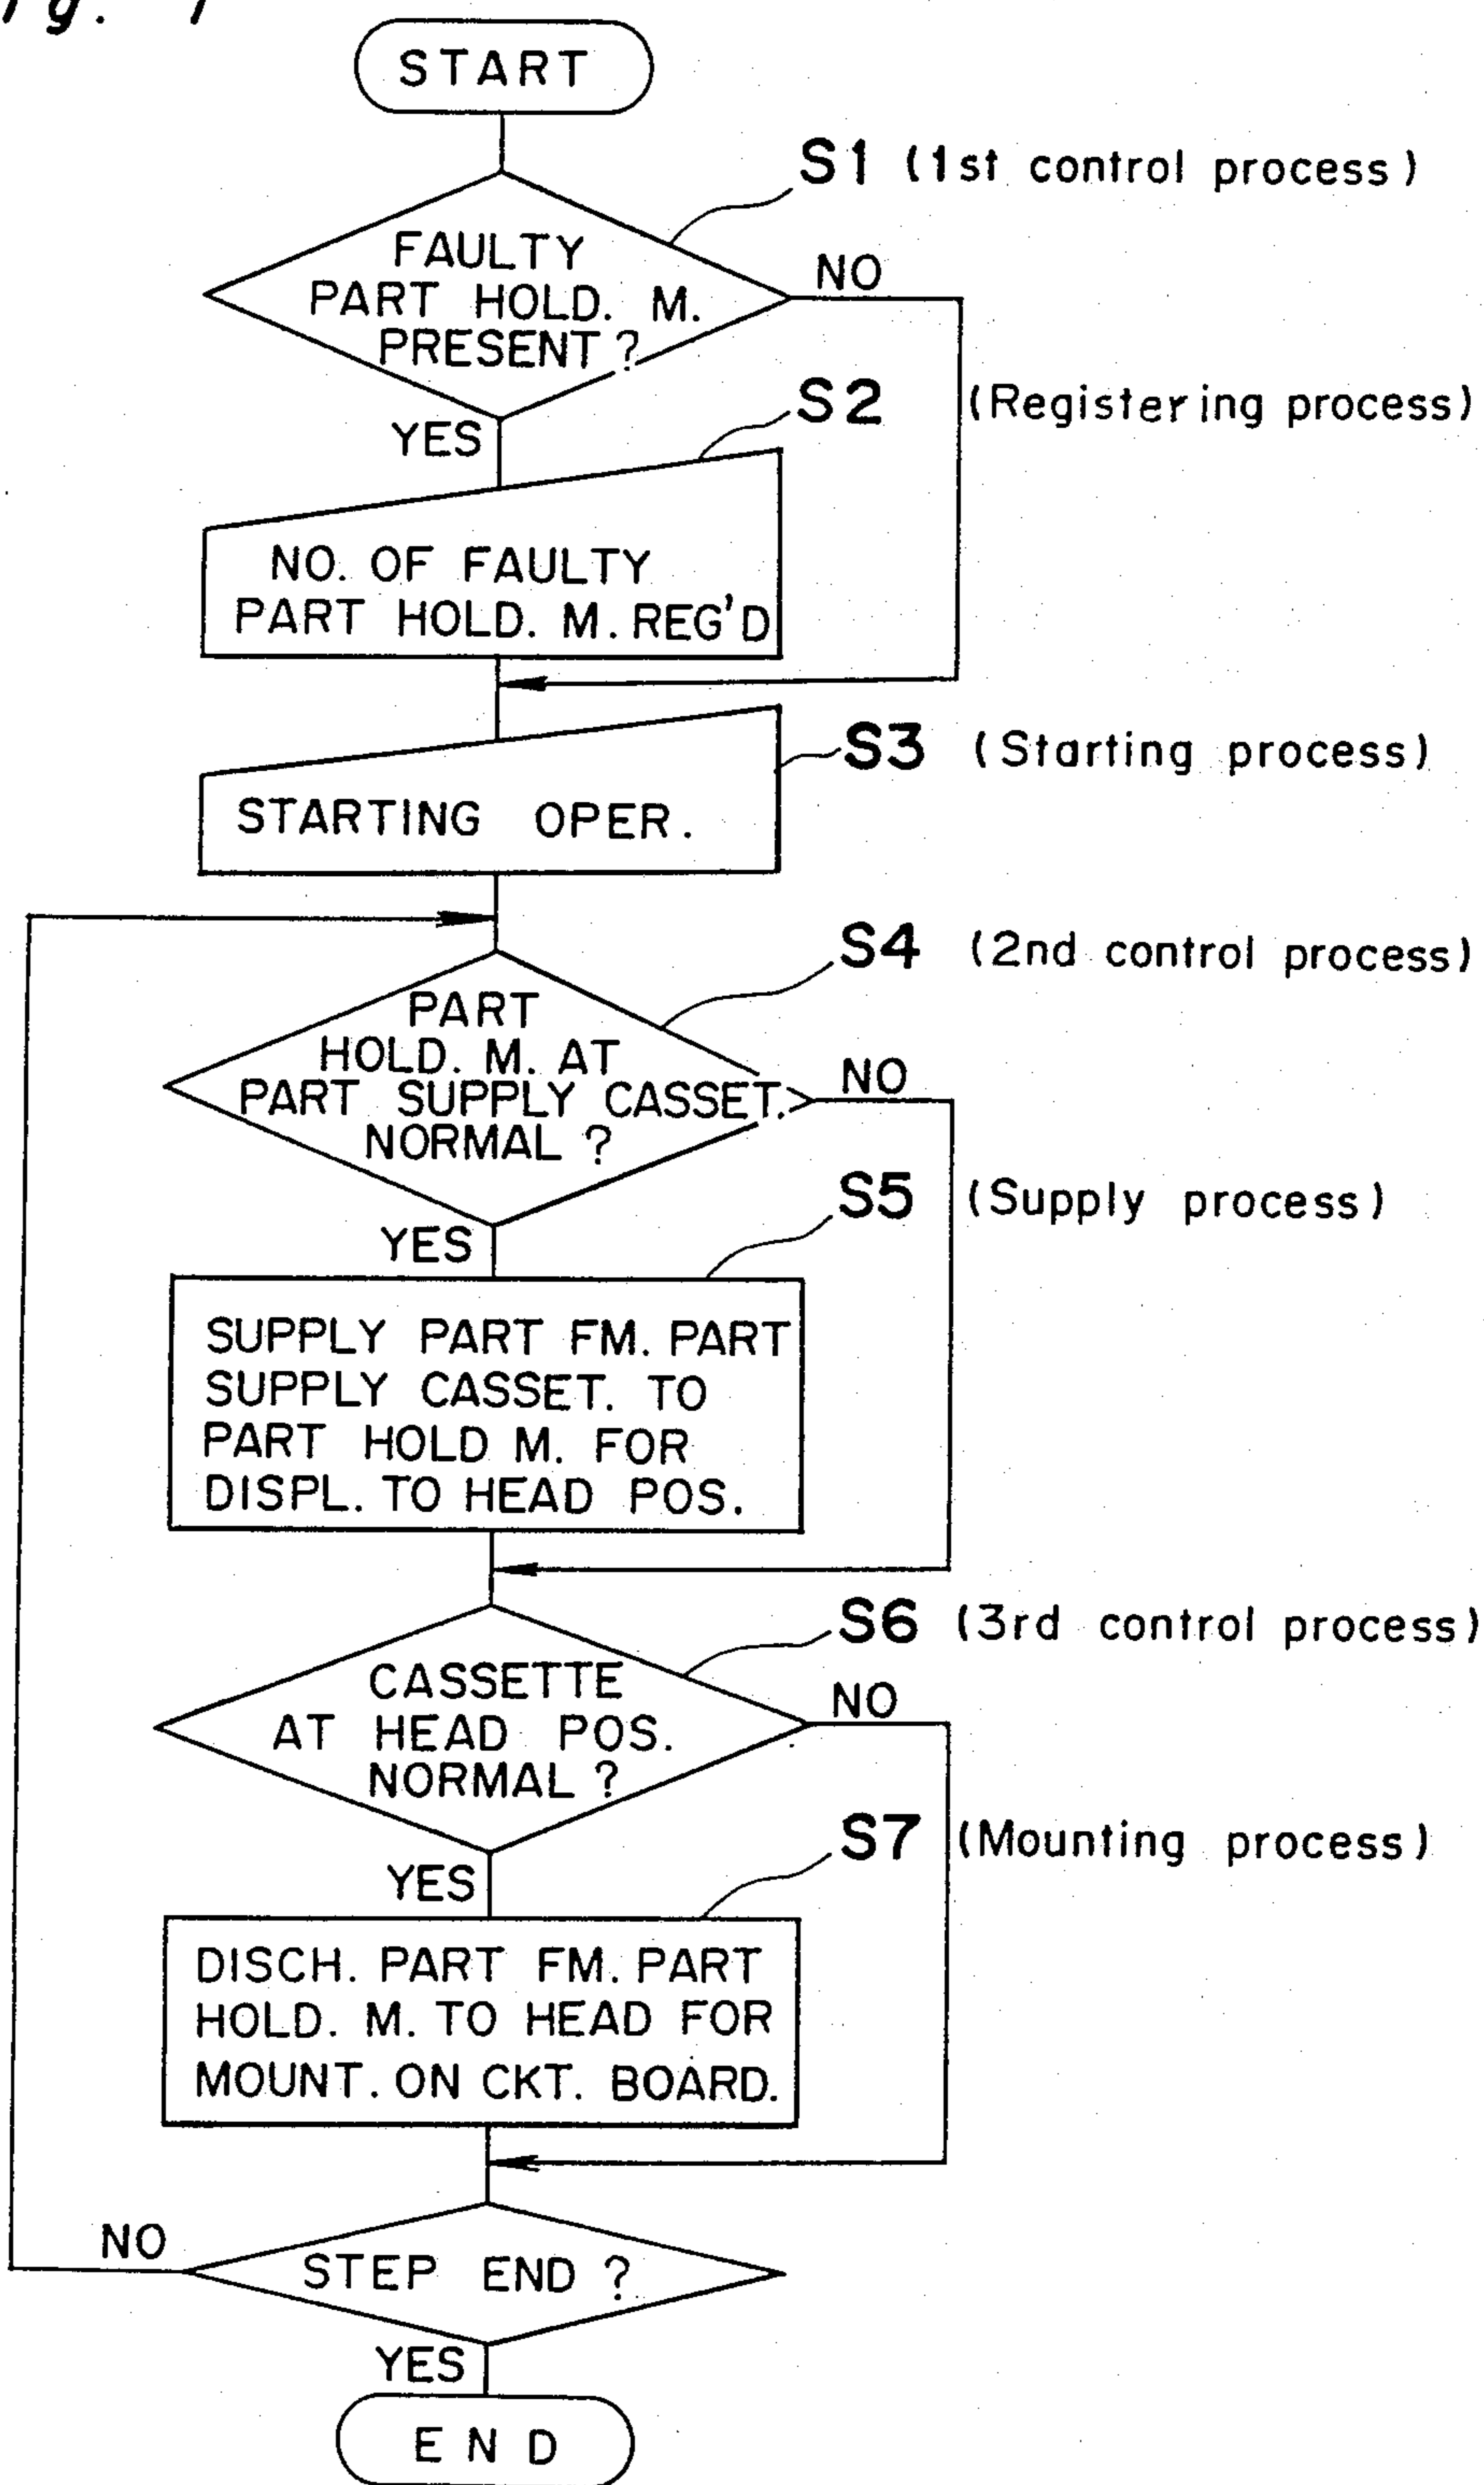 START
S1 (1st control process)
FAULTY
PART HOLD. M.
PRESENT?
NO
YES
S2 (Registering process)
NO. OF FAULTY
PART HOLD. M. REG'D
S3 (Starting process)
STARTING OPER.
S4 (2nd control process)
PART
HOLD. M. AT
PART SUPPLY CASSET.
NORMAL?
NO
YES
S5 (Supply process)
SUPPLY PART FM. PART
SUPPLY CASSET. TO
PART HOLD M. FOR
DISPL. TO HEAD POS.
S6 (3rd control process)
CASSETTE
AT HEAD POS.
NORMAL?
NO
YES
S7 (Mounting process)
DISCH. PART FM. PART
HOLD. M. TO HEAD FOR
MOUNT. ON CKT. BOARD.
NO
STEP END?
YES
END